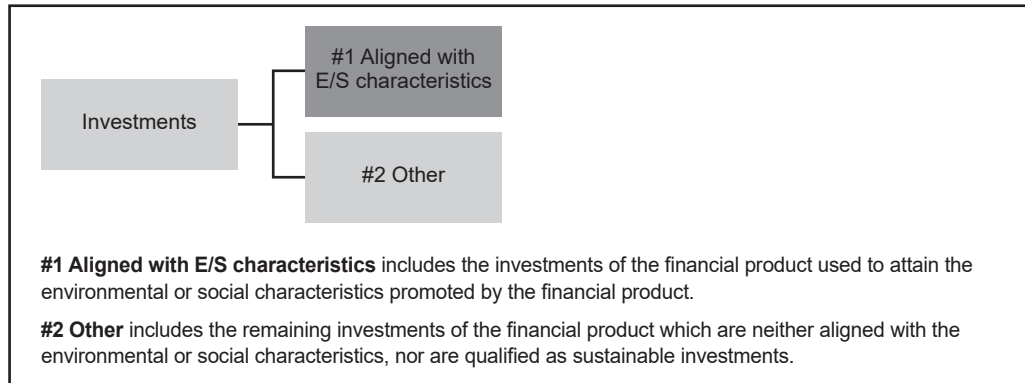 #1 Aligned with
E/S characteristics
Investments
#2 Other
#1 Aligned with E/S characteristics includes the investments of the financial product used to attain the
environmental or social characteristics promoted by the financial product.
#2 Other includes the remaining investments of the financial product which are neither aligned with the
environmental or social characteristics, nor are qualified as sustainable investments.